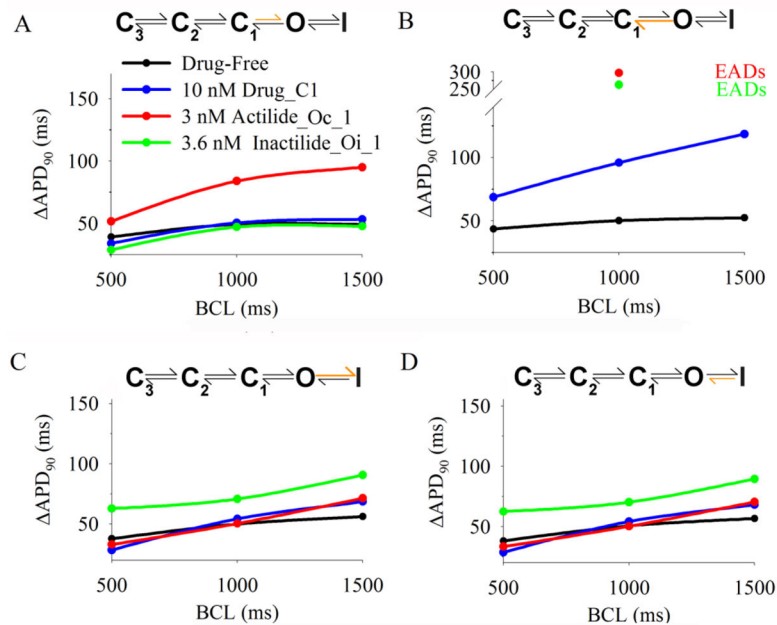 A
C₃ C₂ C₁ O I
Drug-Free
10 nM Drug_C1
3 nM Actilide_Oc_1
3.6 nM Inactilide_Oi_1
150
100
50
ΔAPD₉₀ (ms)
500 1000 1500
BCL (ms)
B
C₃ C₂ C₁ O I
300
250
EADs
EADs
100
50
ΔAPD₉₀ (ms)
500 1000 1500
BCL (ms)
C
C₃ C₂ C₁ O I
150
100
50
ΔAPD₉₀ (ms)
500 1000 1500
BCL (ms)
D
C₃ C₂ C₁ O I
150
100
50
ΔAPD₉₀ (ms)
500 1000 1500
BCL (ms)